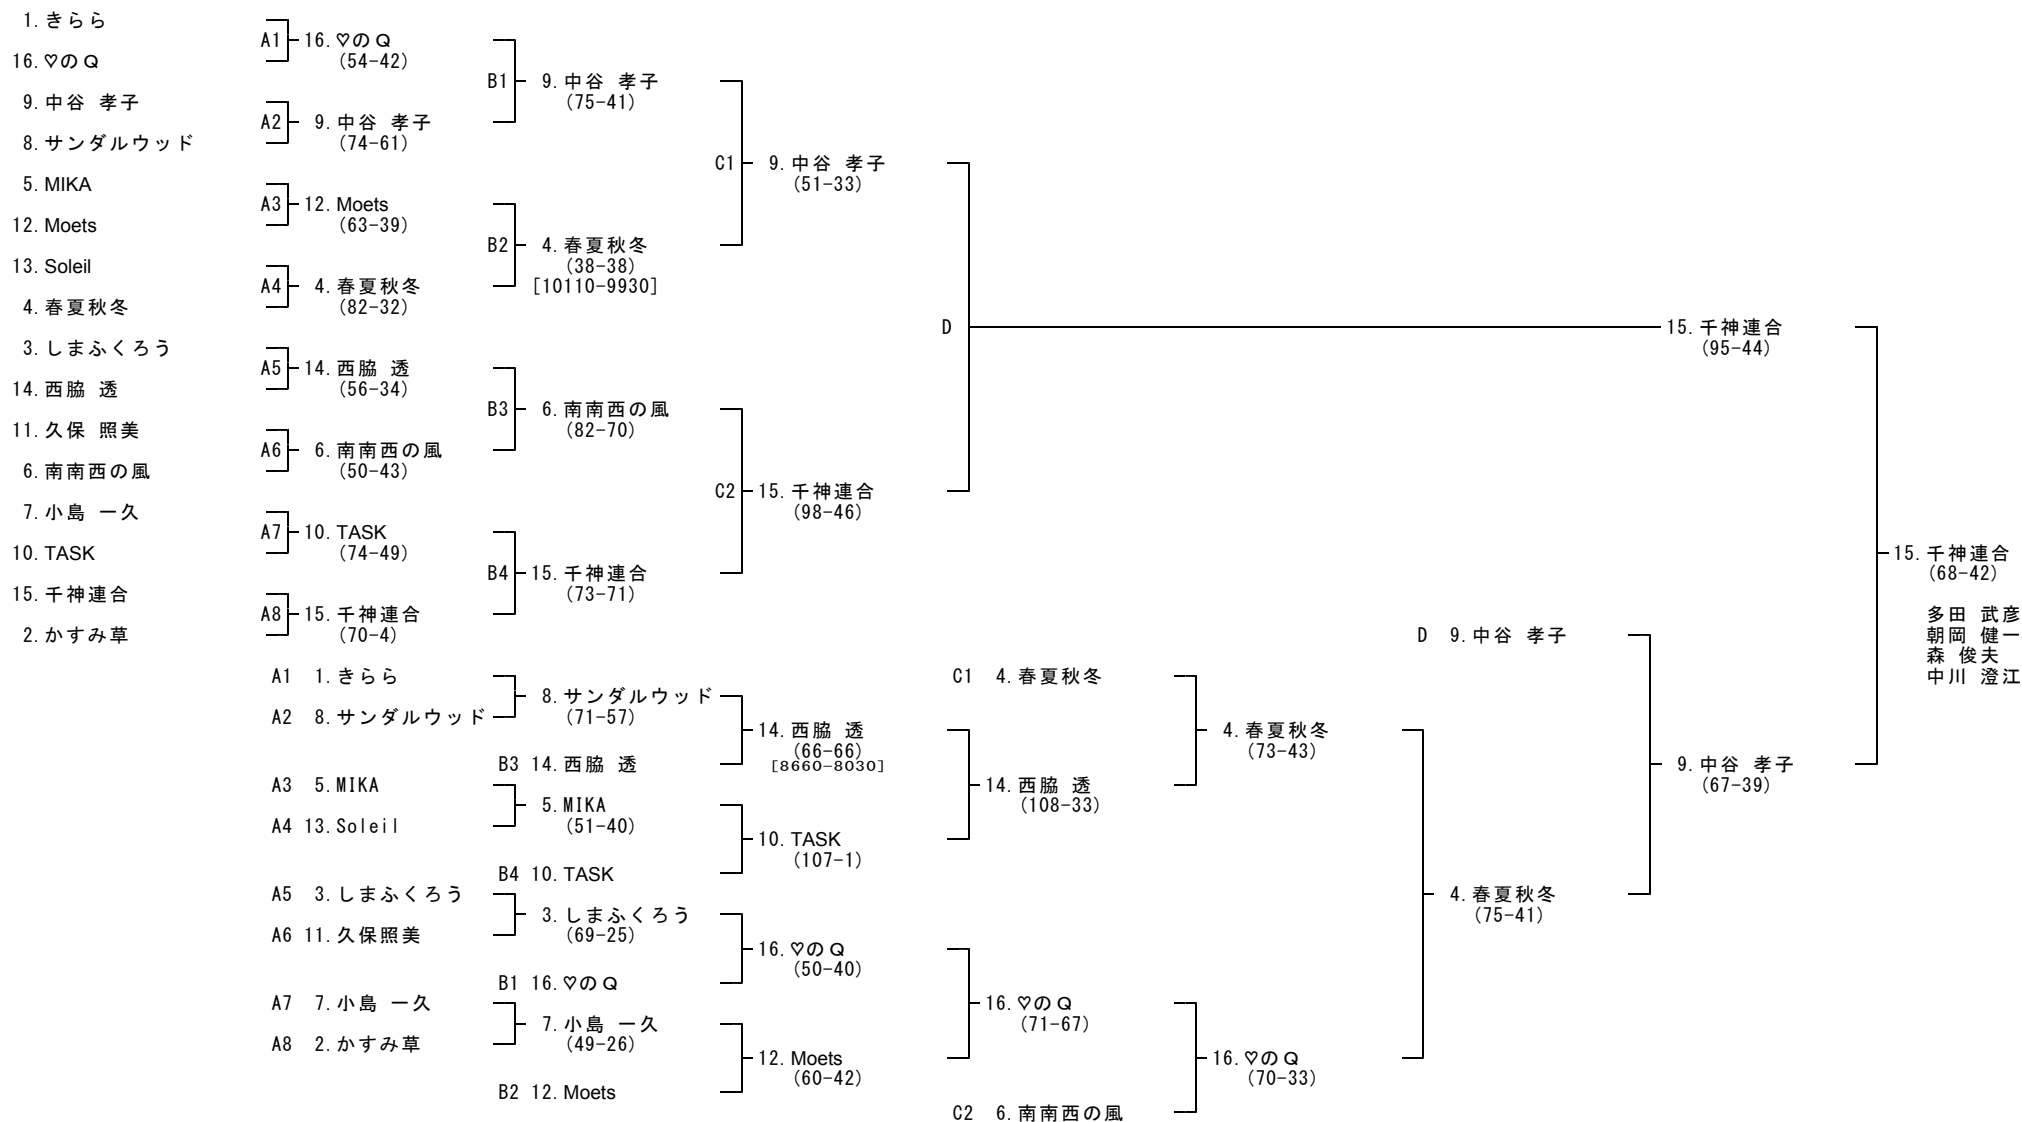 1. きらら
16. ♡のＱ
9. 中谷 孝子
8. サンダルウッド
5. MIKA
12. Moets
13. Soleil
4. 春夏秋冬
3. しまふくろう
14. 西脇 透
11. 久保 照美
6. 南南西の風
7. 小島 一久
10. TASK
15. 千神連合
2. かすみ草
A1 16. ♡のＱ
(54-42)
A2 9. 中谷 孝子
(74-61)
A3 12. Moets
(63-39)
A4 4. 春夏秋冬
(82-32)
A5 14. 西脇 透
(56-34)
A6 6. 南南西の風
(50-43)
A7 10. TASK
(74-49)
A8 15. 千神連合
(70-4)
B1 9. 中谷 孝子
(75-41)
B2 4. 春夏秋冬
(38-38)
[10110-9930]
B3 6. 南南西の風
(82-70)
B4 15. 千神連合
(73-71)
C1 9. 中谷 孝子
(51-33)
C2 15. 千神連合
(98-46)
D 15. 千神連合
(95-44)
15. 千神連合
(68-42)
多田 武彦
朝岡 健一
森 俊夫
中川 澄江
A1 1. きらら
A2 8. サンダルウッド
A3 5. MIKA
A4 13. Soleil
A5 3. しまふくろう
A6 11. 久保照美
A7 7. 小島 一久
A8 2. かすみ草
8. サンダルウッド
(71-57)
B3 14. 西脇 透
5. MIKA
(51-40)
B4 10. TASK
3. しまふくろう
(69-25)
B1 16. ♡のＱ
7. 小島 一久
(49-26)
B2 12. Moets
14. 西脇 透
(66-66)
[8660-8030]
10. TASK
(107-1)
16. ♡のＱ
(50-40)
12. Moets
(60-42)
C1 4. 春夏秋冬
14. 西脇 透
(108-33)
16. ♡のＱ
(71-67)
C2 6. 南南西の風
4. 春夏秋冬
(73-43)
16. ♡のＱ
(70-33)
D 9. 中谷 孝子
4. 春夏秋冬
(75-41)
9. 中谷 孝子
(67-39)